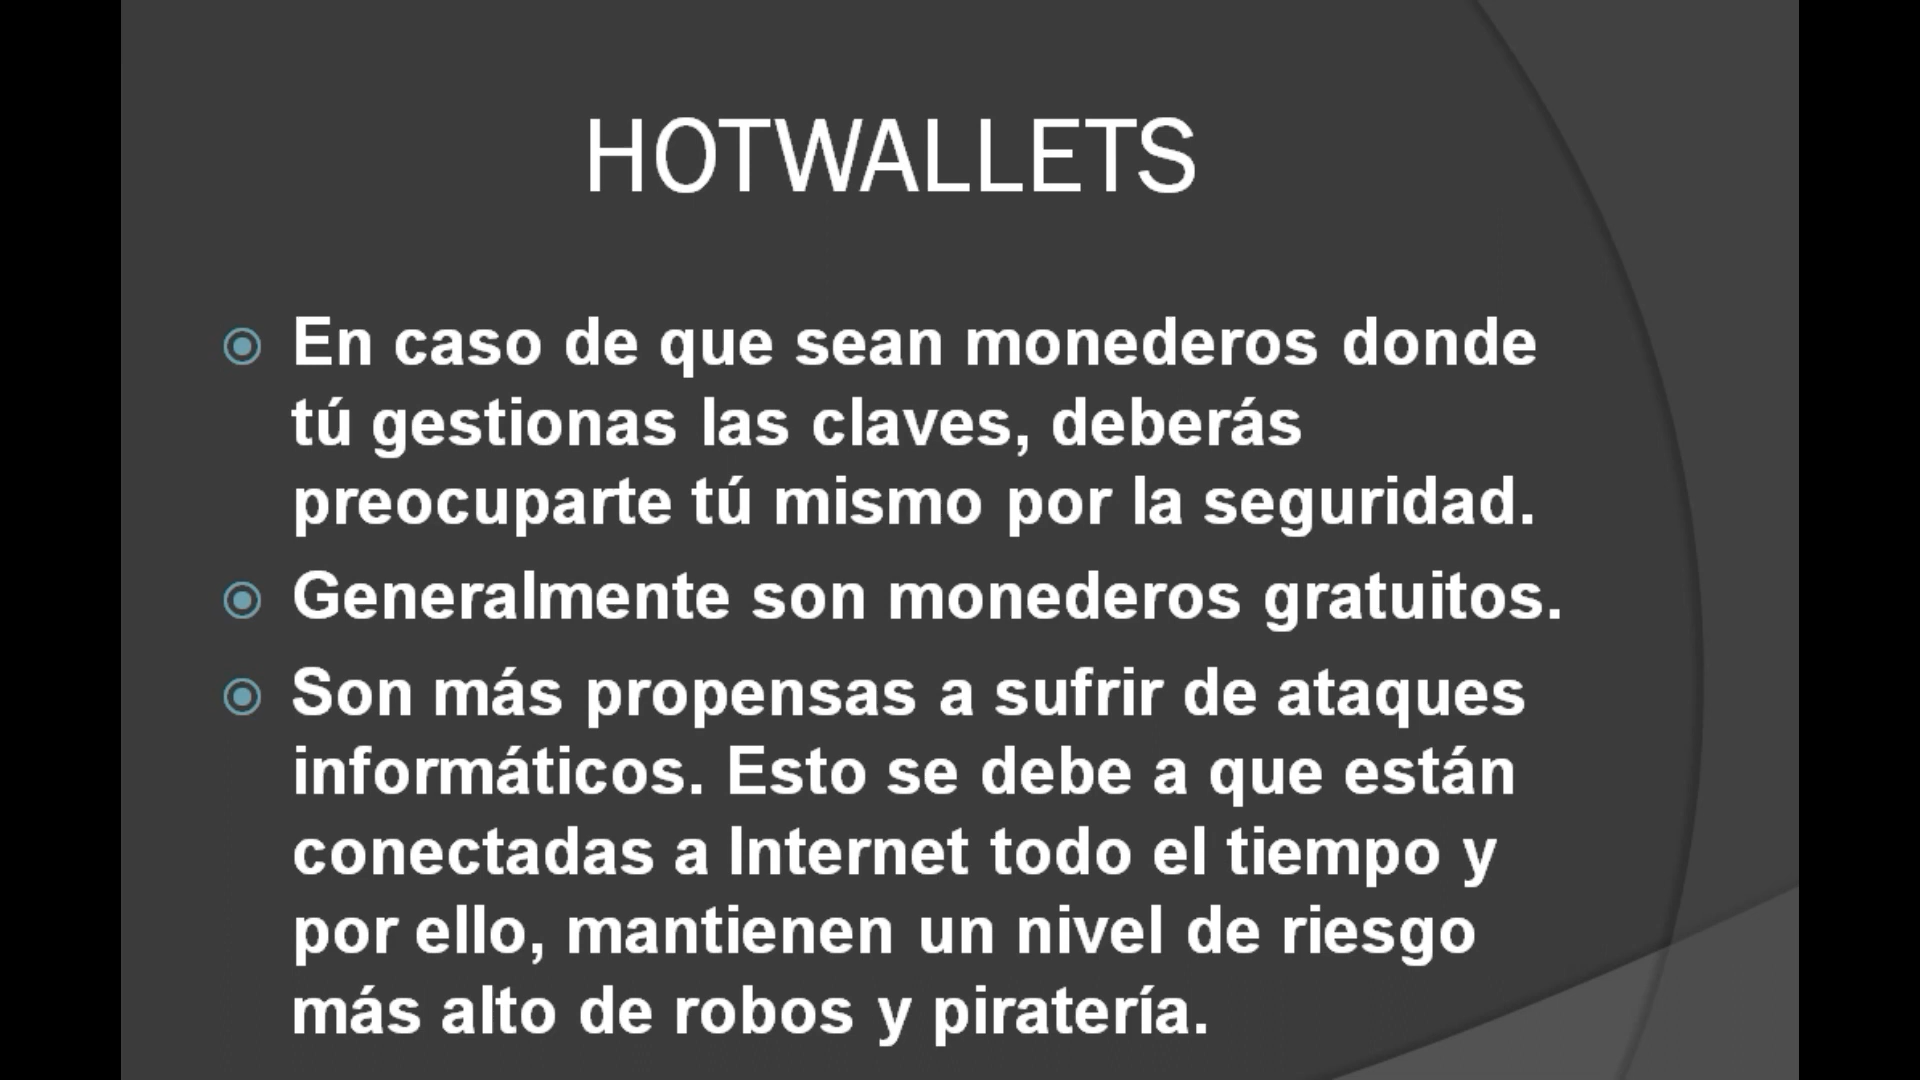 HOTWALLETS
En caso de que sean monederos donde
tú gestionas las claves, deberás
preocuparte tú mismo por la seguridad.
Generalmente son monederos gratuitos.
Son más propensas a sufrir de ataques
informáticos. Esto se debe a que están
conectadas a Internet todo el tiempo y
por ello, mantienen un nivel de riesgo
más alto de robos y piratería.